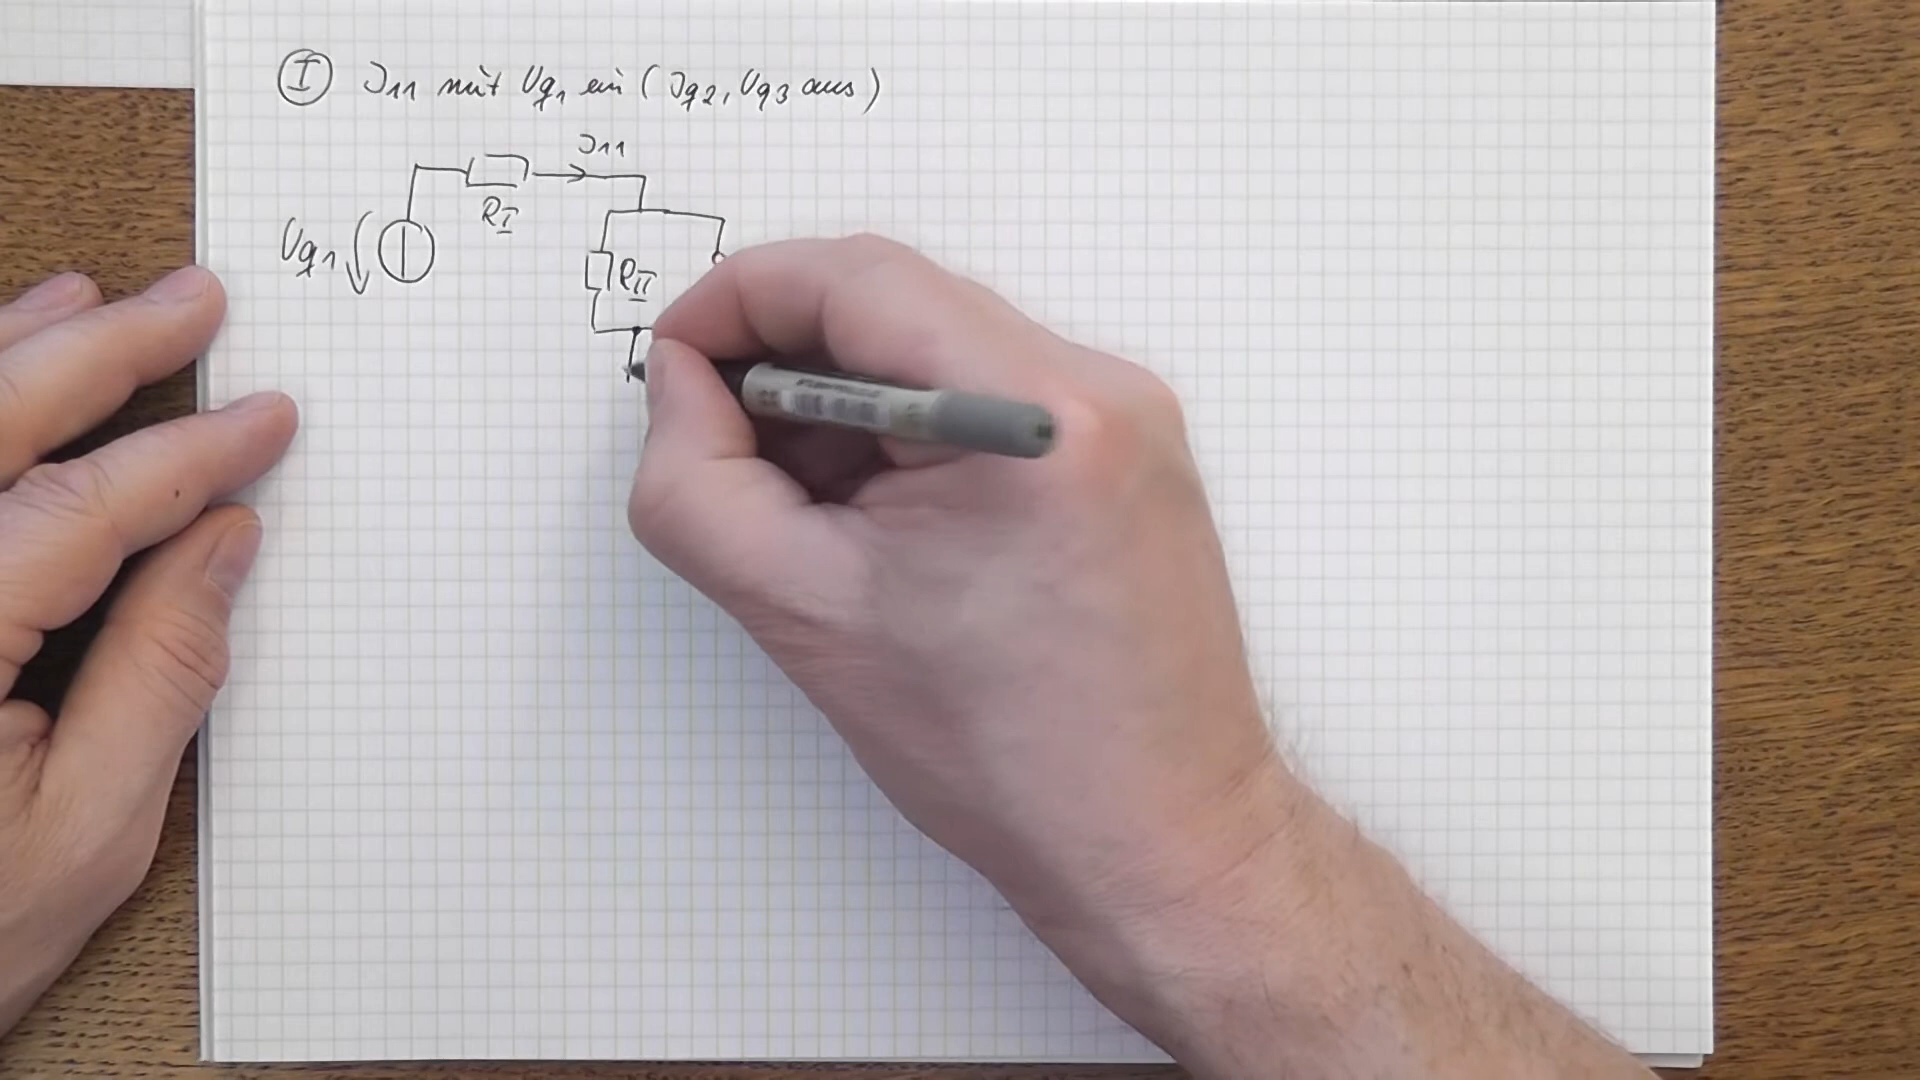 I I11 mit Uq1 ein (Iq2, Uq3 aus)
I11
RI
Uq1
RII